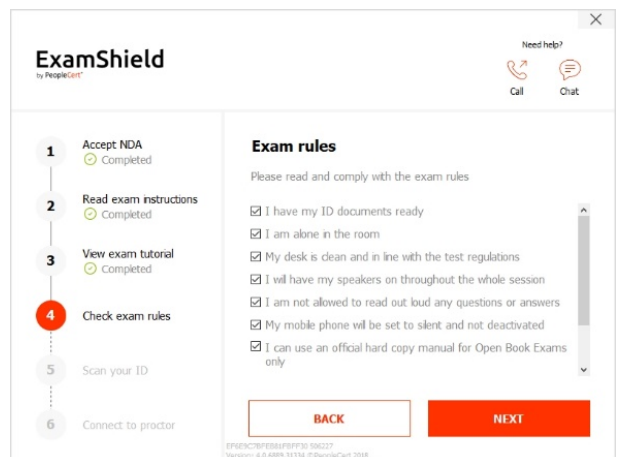 Need help?
ExamShield
by PeopleCert
Call
Chat
1
Accept NDA
Completed
2
Read exam instructions
Completed
3
View exam tutorial
Completed
4
Check exam rules
5
Scan your ID
6
Connect to proctor
Exam rules
Please read and comply with the exam rules
I have my ID documents ready
I am alone in the room
My desk is clean and in line with the test regulations
I will have my speakers on throughout the whole session
I am not allowed to read out loud any questions or answers
My mobile phone will be set to silent and not deactivated
I can use an official hard copy manual for Open Book Exams
only
BACK
NEXT
©PeopleCert 2018